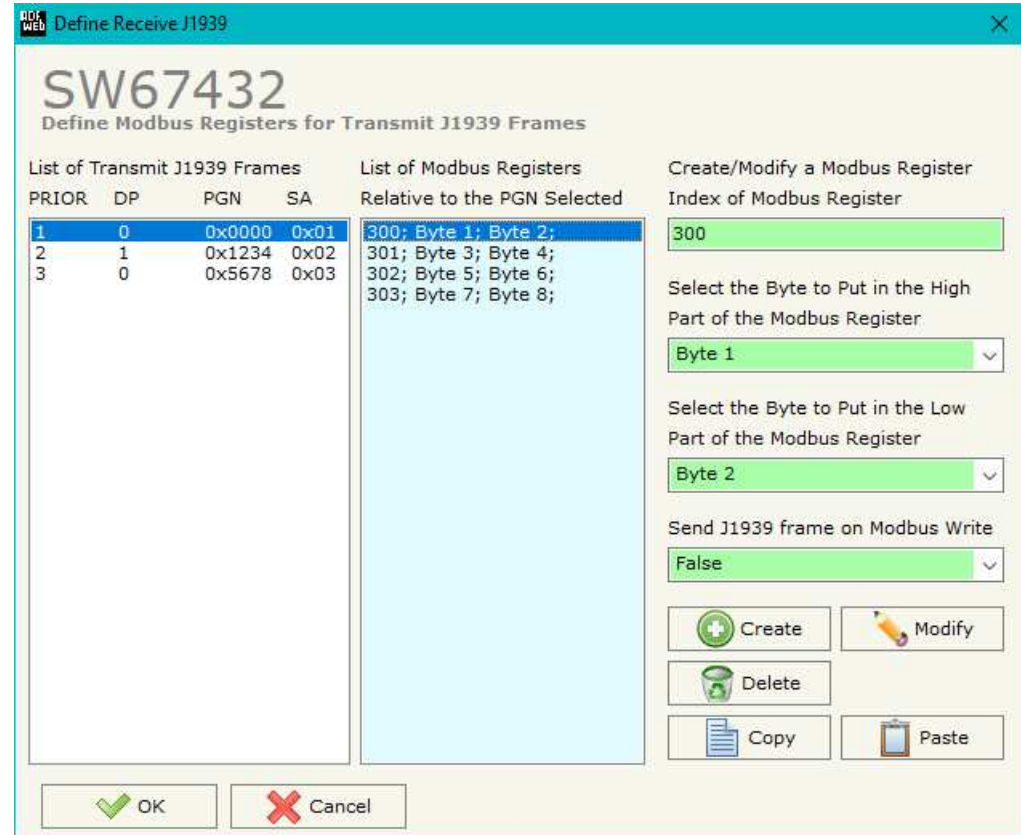 ADF WEB Define Receive J1939
SW67432
Define Modbus Registers for Transmit J1939 Frames
List of Transmit J1939 Frames
PRIOR DP PGN SA
1 0 0x0000 0x01
2 1 0x1234 0x02
3 0 0x5678 0x03
List of Modbus Registers
Relative to the PGN Selected
300; Byte 1; Byte 2;
301; Byte 3; Byte 4;
302; Byte 5; Byte 6;
303; Byte 7; Byte 8;
Create/Modify a Modbus Register
Index of Modbus Register
300
Select the Byte to Put in the High
Part of the Modbus Register
Byte 1
Select the Byte to Put in the Low
Part of the Modbus Register
Byte 2
Send J1939 frame on Modbus Write
False
Create Modify
Delete
Copy Paste
OK Cancel